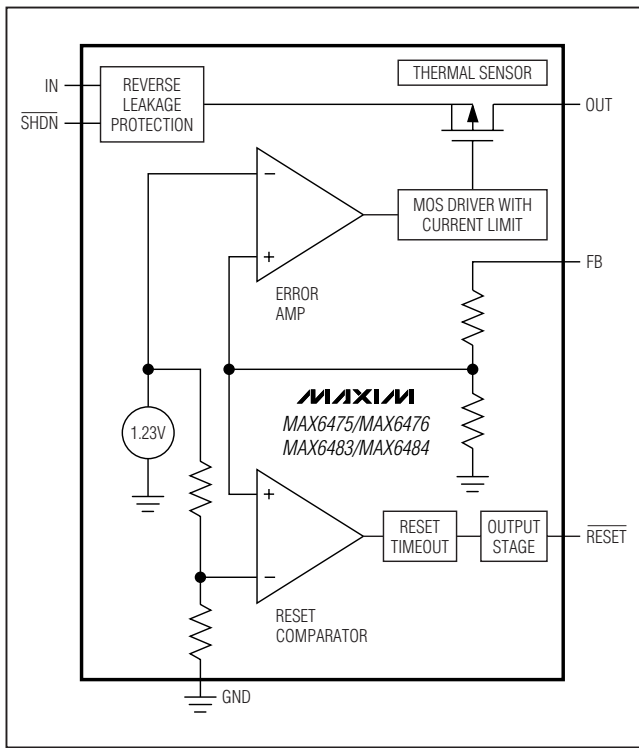 IN
SHDN
REVERSE
LEAKAGE
PROTECTION
THERMAL SENSOR
OUT
−
+
ERROR
AMP
MOS DRIVER WITH
CURRENT LIMIT
FB
1.23V
MAXIM
MAX6475/MAX6476
MAX6483/MAX6484
+
−
RESET
COMPARATOR
RESET
TIMEOUT
OUTPUT
STAGE
RESET
GND